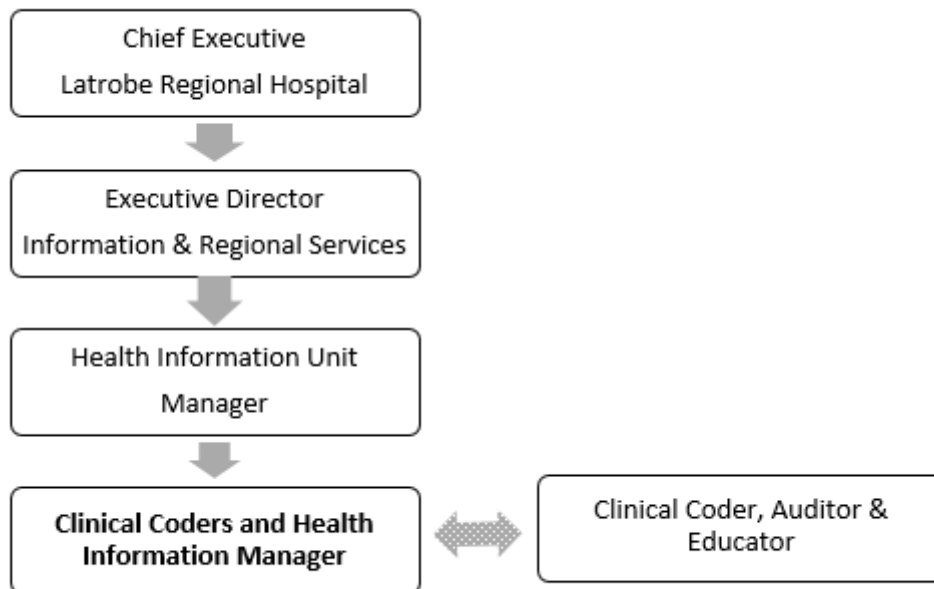 Chief Executive
Latrobe Regional Hospital
Executive Director
Information & Regional Services
Health Information Unit
Manager
Clinical Coders and Health
Information Manager
Clinical Coder, Auditor &
Educator